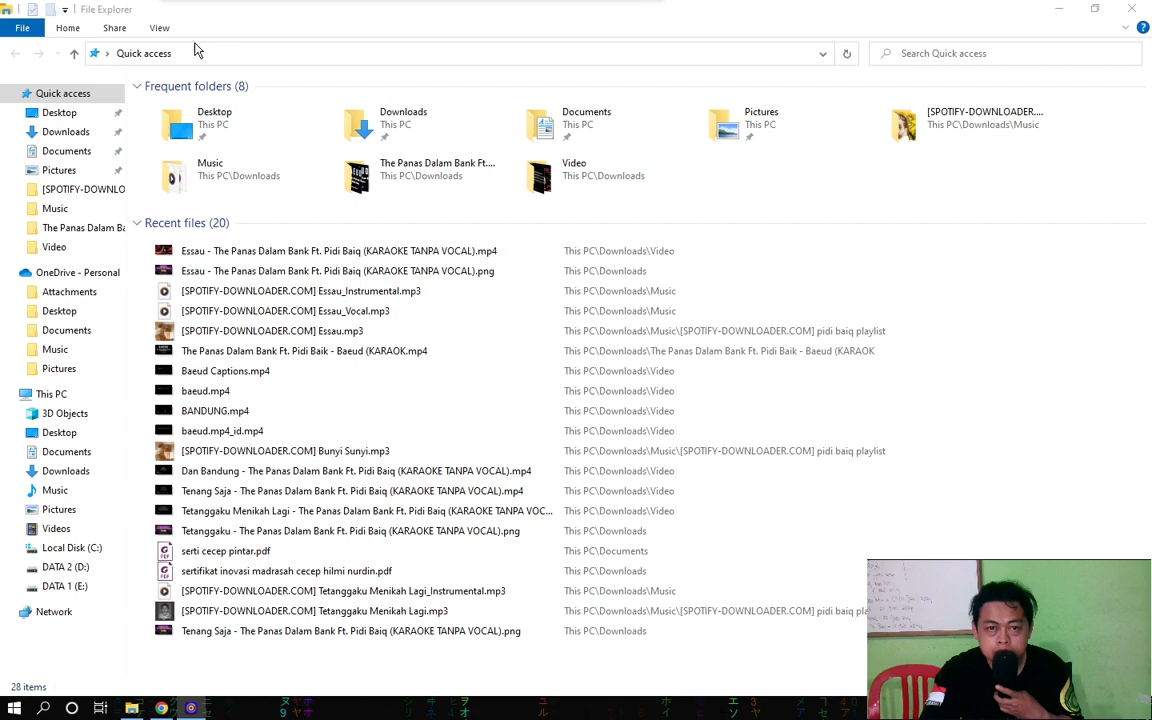 File Explorer
File Home Share View
Quick access
Search Quick access
Quick access
Desktop
Downloads
Documents
Pictures
[SPOTIFY-DOWNLO
Music
The Panas Dalam Ba
Video
OneDrive - Personal
Attachments
Desktop
Documents
Music
Pictures
This PC
3D Objects
Desktop
Documents
Downloads
Music
Pictures
Videos
Local Disk (C:)
DATA 2 (D:)
DATA 1 (E:)
Network
Frequent folders (8)
Desktop
This PC
Downloads
This PC
Documents
This PC
Pictures
This PC
[SPOTIFY-DOWNLOADER....
This PC\Downloads\Music
Music
This PC\Downloads
The Panas Dalam Bank Ft....
This PC\Downloads
Video
This PC\Downloads
Recent files (20)
Essau - The Panas Dalam Bank Ft. Pidi Baiq (KARAOKE TANPA VOCAL).mp4 This PC\Downloads\Video
Essau - The Panas Dalam Bank Ft. Pidi Baiq (KARAOKE TANPA VOCAL).png This PC\Downloads
[SPOTIFY-DOWNLOADER.COM] Essau_Instrumental.mp3 This PC\Downloads\Music
[SPOTIFY-DOWNLOADER.COM] Essau_Vocal.mp3 This PC\Downloads\Music
[SPOTIFY-DOWNLOADER.COM] Essau.mp3 This PC\Downloads\Music\[SPOTIFY-DOWNLOADER.COM] pidi baiq playlist
The Panas Dalam Bank Ft. Pidi Baik - Baeud (KARAOK.mp4 This PC\Downloads\The Panas Dalam Bank Ft. Pidi Baik - Baeud (KARAOK
Baeud Captions.mp4 This PC\Downloads\Video
baeud.mp4 This PC\Downloads\Video
BANDUNG.mp4 This PC\Downloads\Video
baeud.mp4_id.mp4 This PC\Downloads\Video
[SPOTIFY-DOWNLOADER.COM] Bunyi Sunyi.mp3 This PC\Downloads\Music\[SPOTIFY-DOWNLOADER.COM] pidi baiq playlist
Dan Bandung - The Panas Dalam Bank Ft. Pidi Baiq (KARAOKE TANPA VOCAL).mp4 This PC\Downloads\Video
Tenang Saja - The Panas Dalam Bank Ft. Pidi Baiq (KARAOKE TANPA VOCAL).mp4 This PC\Downloads\Video
Tetanggaku Menikah Lagi - The Panas Dalam Bank Ft. Pidi Baiq (KARAOKE TANPA VOC... This PC\Downloads\Video
Tetanggaku - The Panas Dalam Bank Ft. Pidi Baiq (KARAOKE TANPA VOCAL).png This PC\Downloads
serti cecep pintar.pdf This PC\Documents
sertifikat inovasi madrasah cecep hilmi nurdin.pdf This PC\Downloads
[SPOTIFY-DOWNLOADER.COM] Tetanggaku Menikah Lagi_Instrumental.mp3 This PC\Downloads\Music
[SPOTIFY-DOWNLOADER.COM] Tetanggaku Menikah Lagi.mp3 This PC\Downloads\Music\[SPOTIFY-DOWNLOADER.COM] pidi baiq pla
Tenang Saja - The Panas Dalam Bank Ft. Pidi Baiq (KARAOKE TANPA VOCAL).png This PC\Downloads
28 items